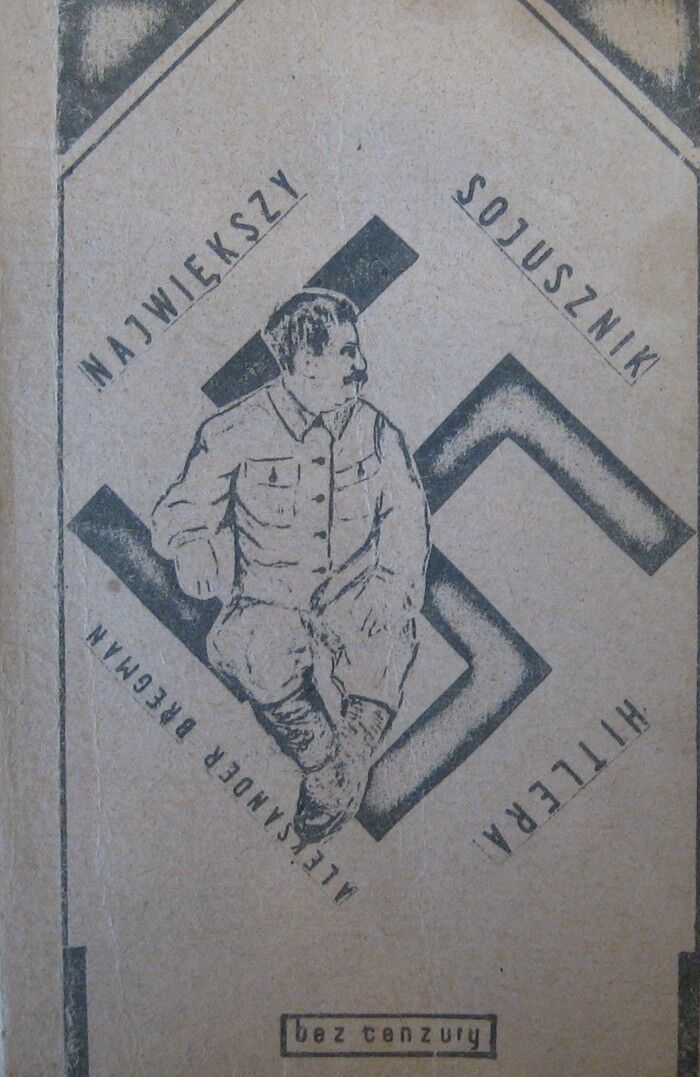 NAJWIĘKSZY
SOJUSZNIK
HITLERA
ALEKSANDER BREGMAN
bez cenzury